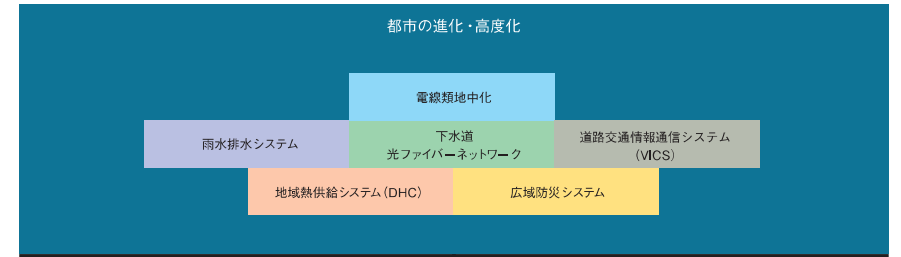 都市の進化・高度化
電線類地中化
雨水排水システム
下水道
光ファイバーネットワーク
道路交通情報通信システム
(VICS)
地域熱供給システム(DHC)
広域防災システム